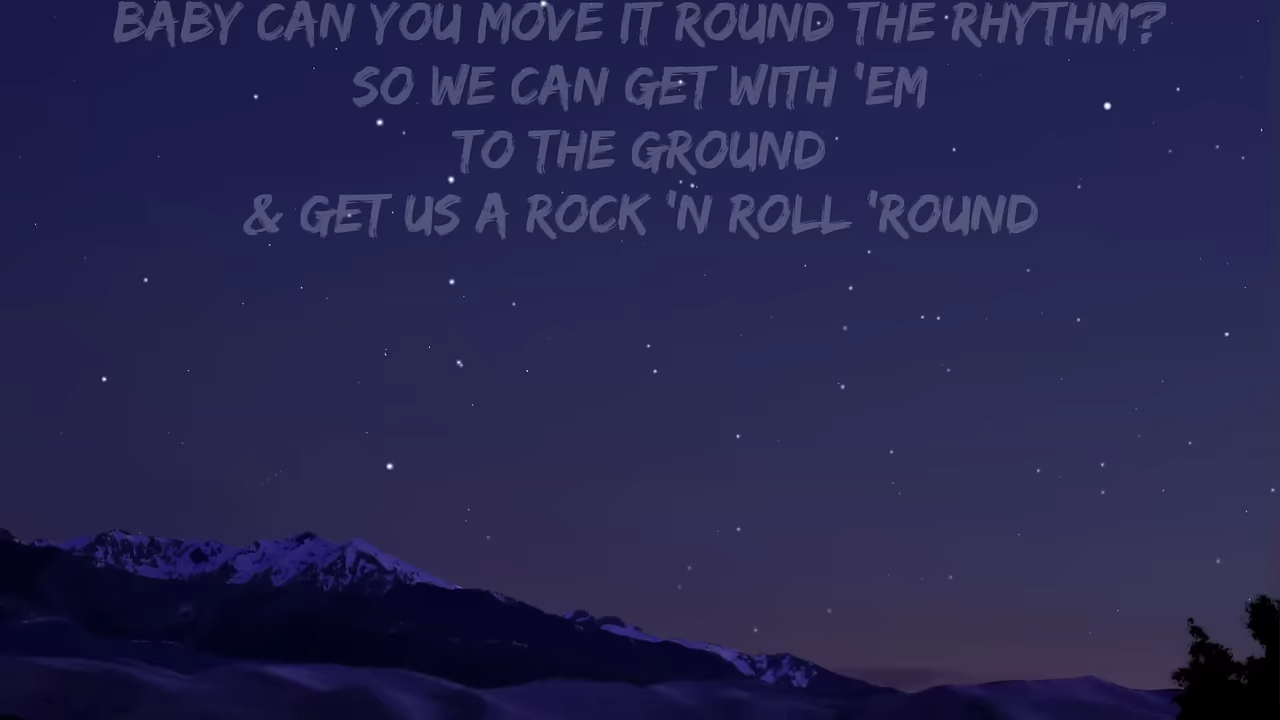 BABY CAN YOU MOVE IT ROUND THE RHYTHM?
SO WE CAN GET WITH 'EM
TO THE GROUND
& GET US A ROCK 'N ROLL 'ROUND